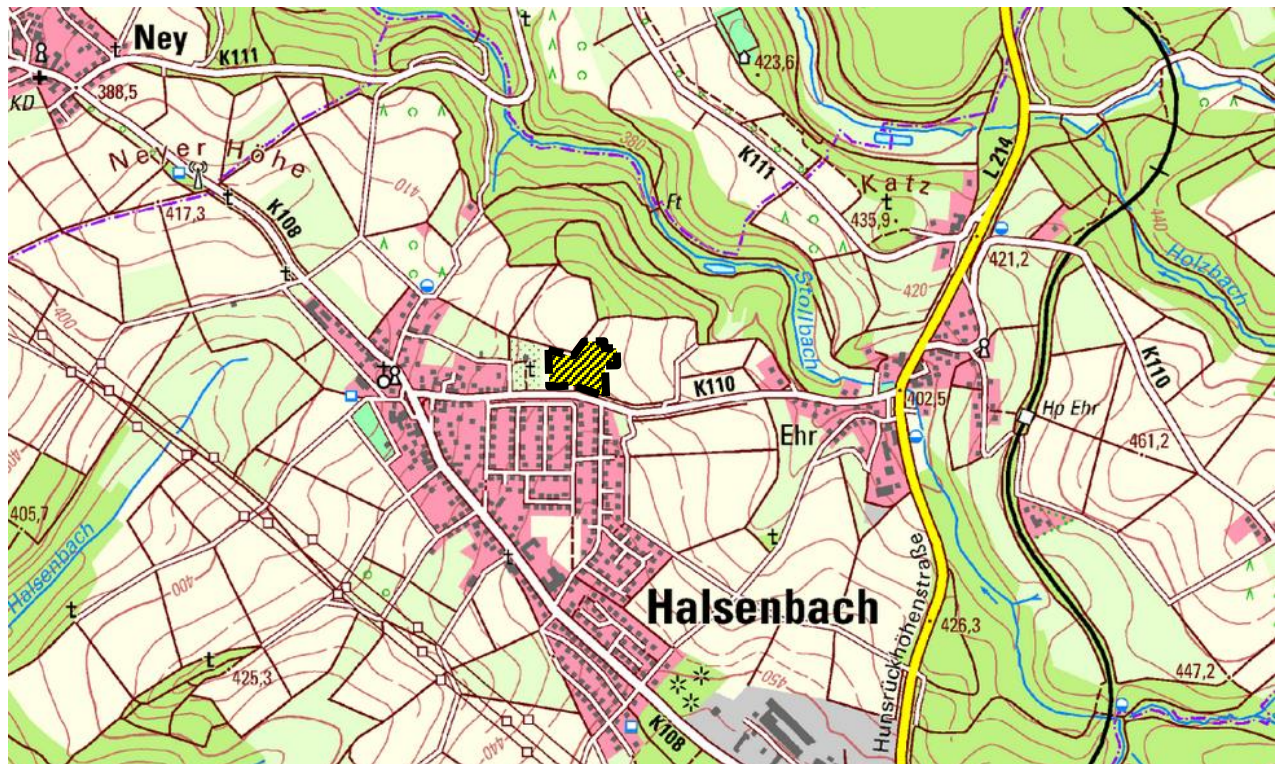 Ney
K111
423,6
KD
388,5
Neyer Höhe
380
K111
L214
Katz
410
Ft
435,9
440
417,3
K108
421,2
Holzbach
Stollbach
420
400
K110
K110
402,5
Hp Ehr
Ehr
461,2
400
405,7
Halsenbach
400
Halsenbach
Hunsrückhöhenstraße
426,3
425,3
450
447,2
440
K108